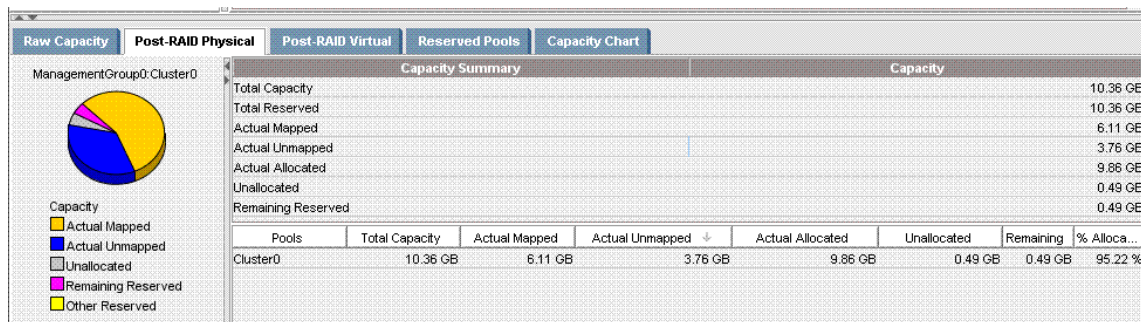 Raw Capacity Post-RAID Physical Post-RAID Virtual Reserved Pools Capacity Chart
ManagementGroup0:Cluster0
Capacity
Actual Mapped
Actual Unmapped
Unallocated
Remaining Reserved
Other Reserved
Capacity Summary Capacity
Total Capacity 10.36 GB
Total Reserved 10.36 GB
Actual Mapped 6.11 GB
Actual Unmapped 3.76 GB
Actual Allocated 9.86 GB
Unallocated 0.49 GB
Remaining Reserved 0.49 GB
Pools Total Capacity Actual Mapped Actual Unmapped Actual Allocated Unallocated Remaining % Alloca...
Cluster0 10.36 GB 6.11 GB 3.76 GB 9.86 GB 0.49 GB 0.49 GB 95.22 %